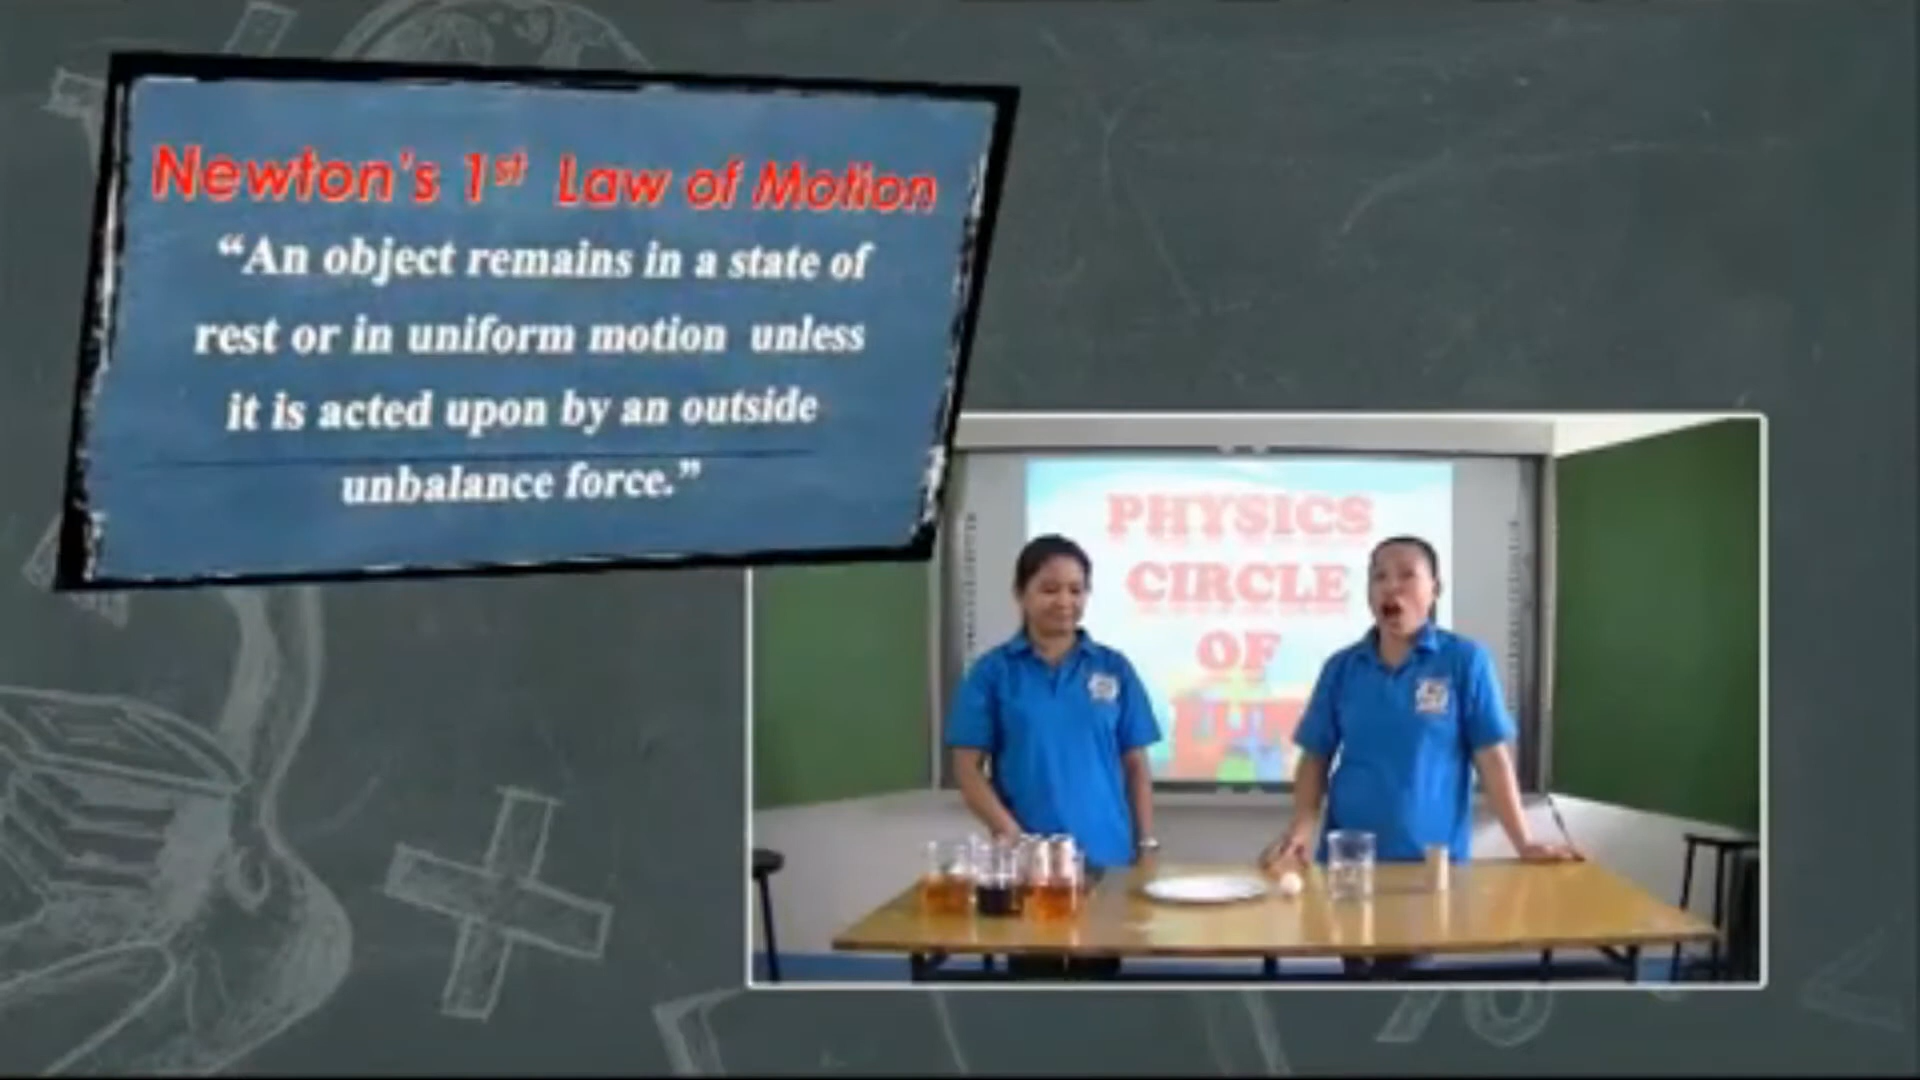 Newton's 1st Law of Motion
“An object remains in a state of
rest or in uniform motion unless
it is acted upon by an outside
unbalance force.”
PHYSICS
CIRCLE
OF
FUN